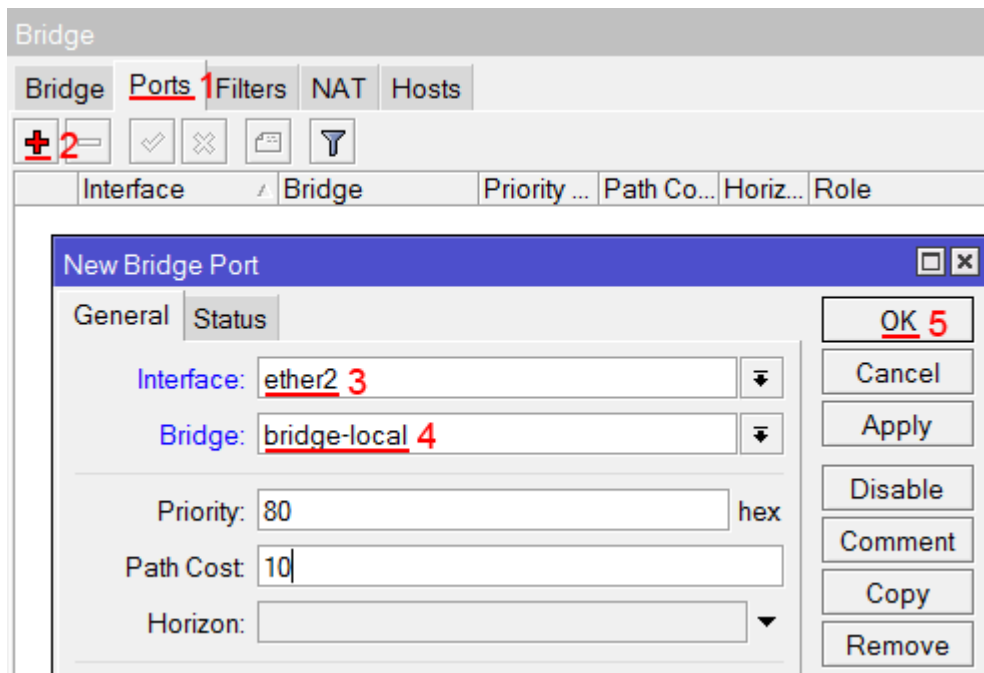 Bridge
Bridge Ports 1 Filters NAT Hosts
2
Interface Bridge Priority ... Path Co... Horiz... Role
New Bridge Port
General Status
OK 5
Interface: ether2 3
Cancel
Bridge: bridge-local 4
Apply
Disable
Priority: 80 hex
Comment
Path Cost: 10
Copy
Horizon:
Remove